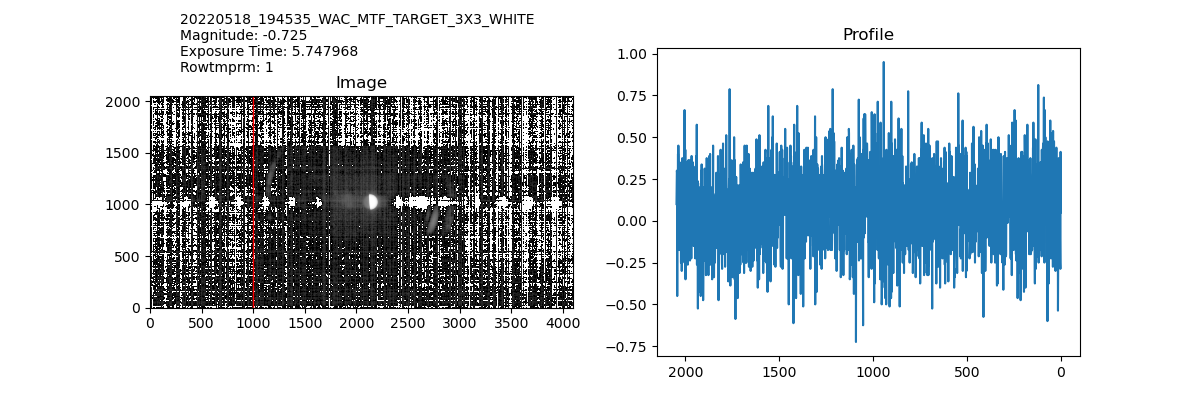 20220518_194535_WAC_MTF_TARGET_3X3_WHITE
Magnitude: -0.725
Exposure Time: 5.747968
Rowtmprm: 1
Image
2000
1500
1000
500
0
0 500 1000 1500 2000 2500 3000 3500 4000
Profile
1.00
0.75
0.50
0.25
0.00
−0.25
−0.50
−0.75
2000 1500 1000 500 0